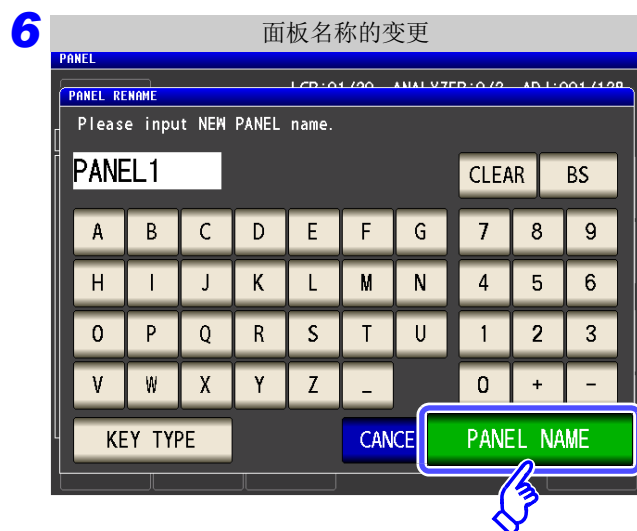 6
面板名称的变更
PANEL
LCR:01/29 ANALYZER:0/2 ADJ:001/128
PANEL RENAME
Please input NEW PANEL name.
PANEL1
CLEAR BS
A B C D E F G 7 8 9
H I J K L M N 4 5 6
O P Q R S T U 1 2 3
V W X Y Z _ 0 + -
KEY TYPE CANCE PANEL NAME